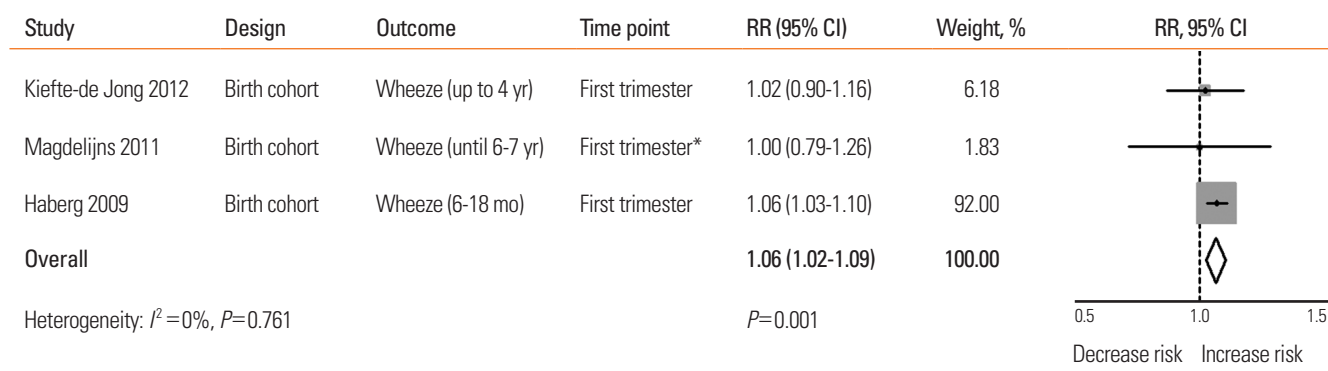 Study Design Outcome Time point RR (95% CI) Weight, % RR, 95% CI
Kiefte-de Jong 2012 Birth cohort Wheeze (up to 4 yr) First trimester 1.02 (0.90-1.16) 6.18
Magdelijns 2011 Birth cohort Wheeze (until 6-7 yr) First trimester* 1.00 (0.79-1.26) 1.83
Haberg 2009 Birth cohort Wheeze (6-18 mo) First trimester 1.06 (1.03-1.10) 92.00
Overall 1.06 (1.02-1.09) 100.00
Heterogeneity: I²=0%, P=0.761 P=0.001
0.5 1.0 1.5
Decrease risk Increase risk